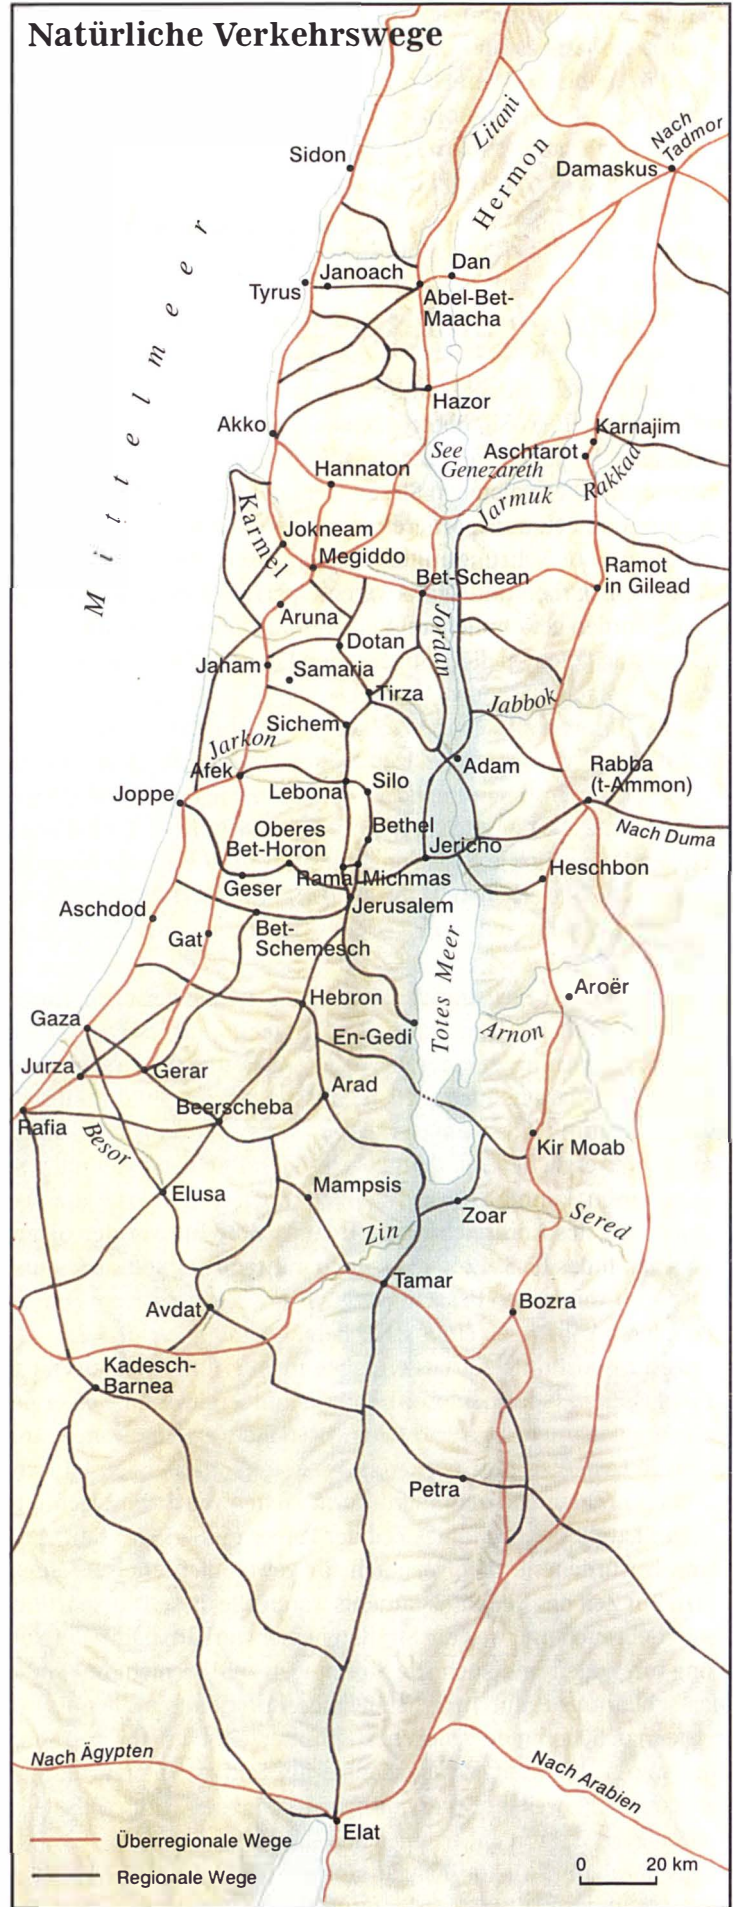 Natürliche Verkehrswege
Litani
Nach
Tadmor
Hermon
Sidon
Damaskus
Mittelmeer
Dan
Janoach
Tyrus
Abel-Bet-
Maacha
Hazor
Akko
Karnajim
See
Genezareth
Aschtarot
Hannaton
Rakkad
Jarmuk
Karmel
Jokneam
Megiddo
Ramot
in Gilead
Bet-Schean
Aruna
Jordan
Dotan
Jaham
Samaria
Tirza
Jabbok
Sichem
Jarkon
Afek
Adam
Rabba
(t-Ammon)
Lebona
Silo
Joppe
Oberes
Bet-Horon
Bethel
Nach Duma
Jericho
Heschbon
Geser
Rama
Michmas
Jerusalem
Aschdod
Bet-
Schemesch
Gat
Totes Meer
Aroër
Hebron
Gaza
En-Gedi
Arnon
Jurza
Gerar
Arad
Beerscheba
Rafia
Besor
Kir Moab
Elusa
Mampsis
Zoar
Sered
Zin
Tamar
Avdat
Bozra
Kadesch-
Barnea
Petra
Nach Ägypten
Nach Arabien
Elat
Überregionale Wege
Regionale Wege
0 20 km